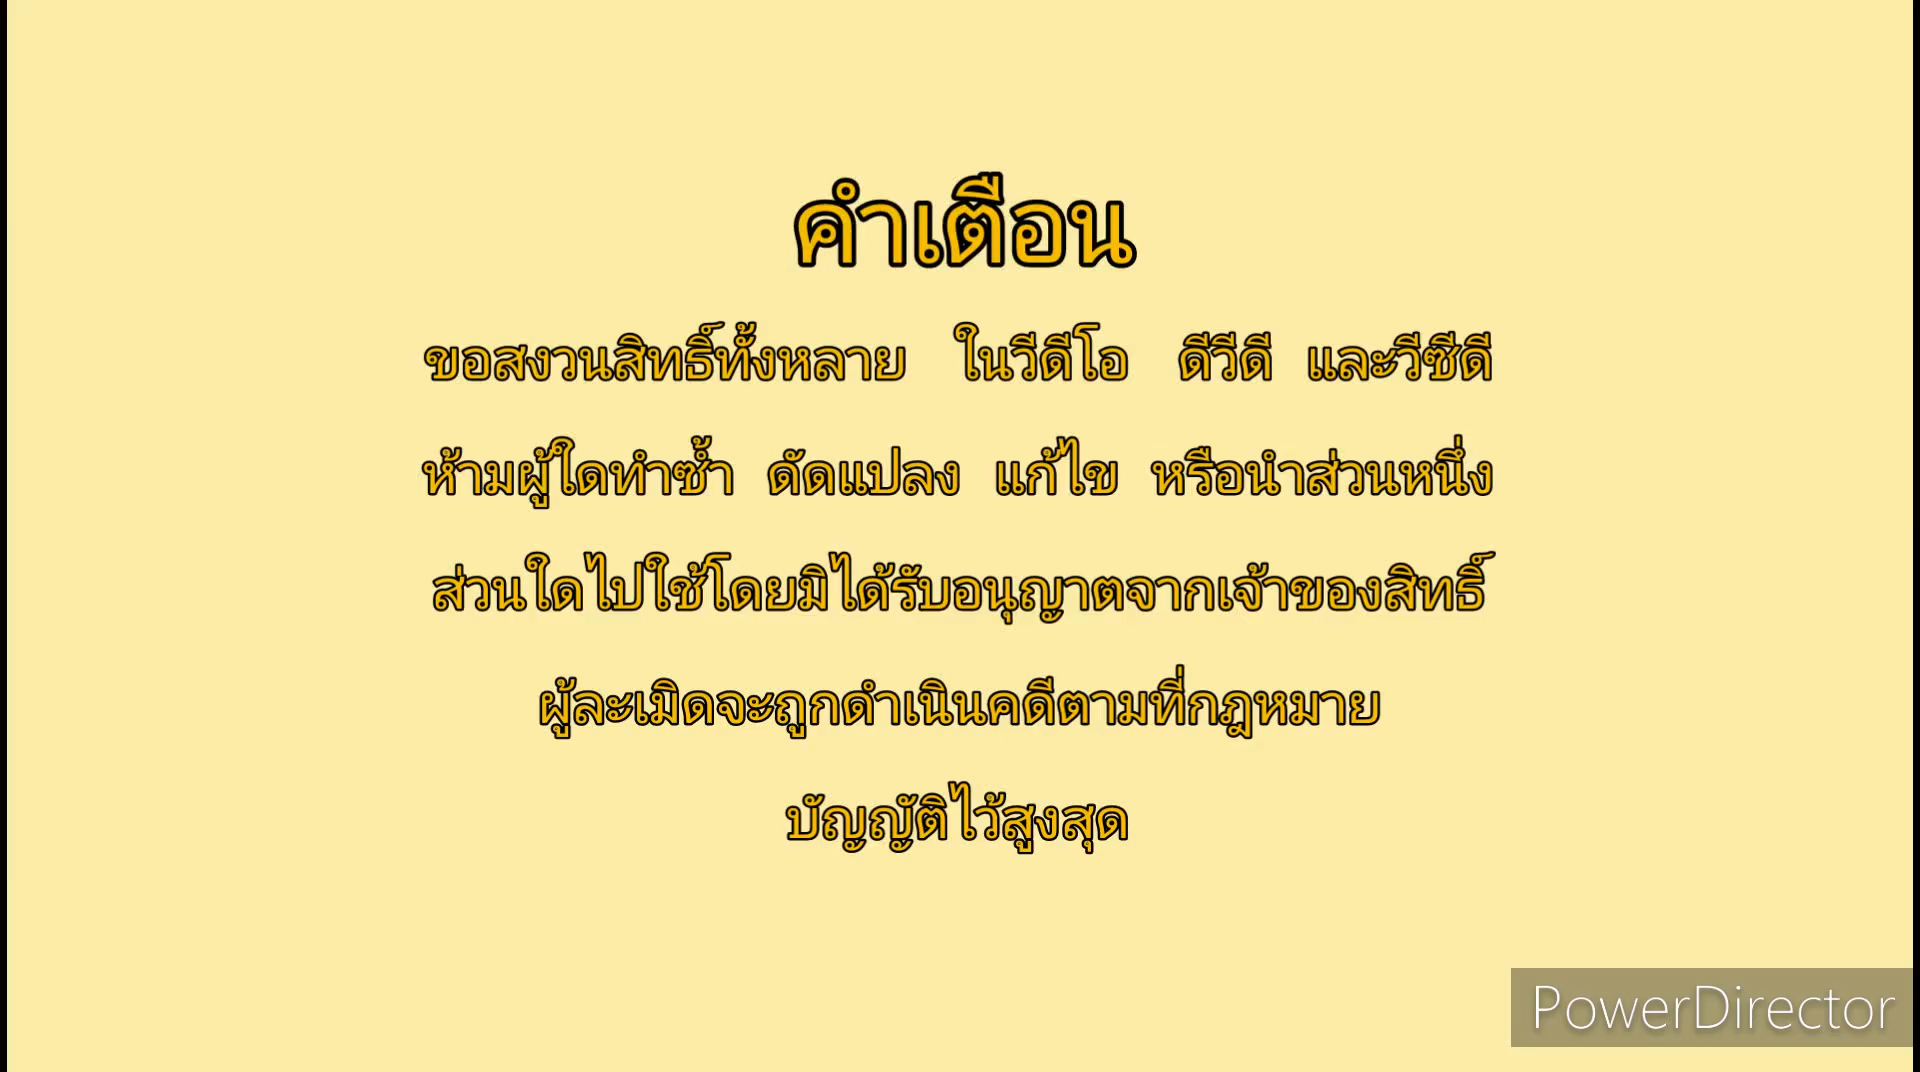 คำเตือน
ขอสงวนสิทธิ์ทั้งหลาย ในวีดีโอ ดีวีดี และวีซีดี
ห้ามผู้ใดทำซ้ำ ดัดแปลง แก้ไข หรือนำส่วนหนึ่ง
ส่วนใดไปใช้โดยมิได้รับอนุญาตจากเจ้าของสิทธิ์
ผู้ละเมิดจะถูกดำเนินคดีตามที่กฎหมาย
บัญญัติไว้สูงสุด
PowerDirector